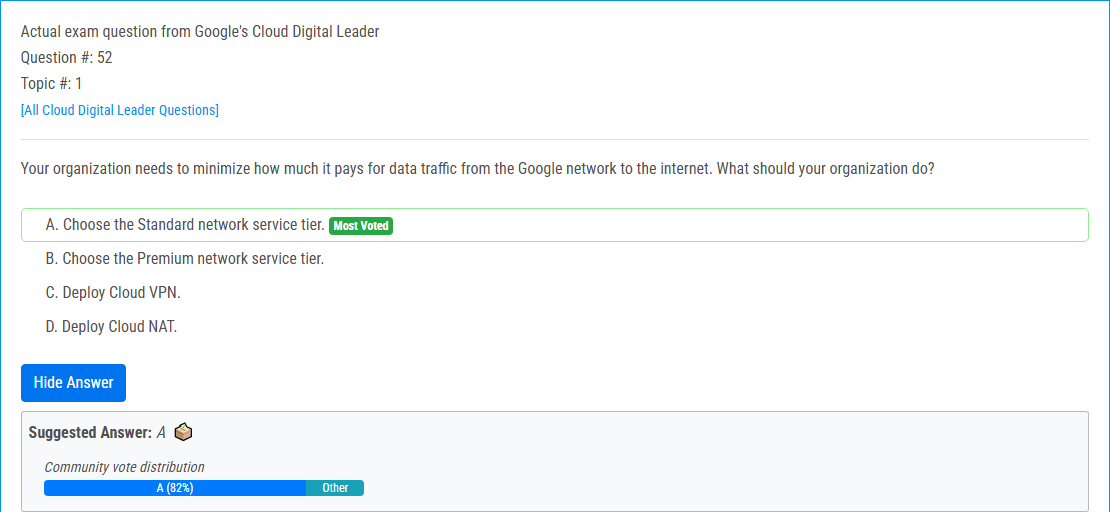 Actual exam question from Google's Cloud Digital Leader
Question #: 52
Topic #: 1
[All Cloud Digital Leader Questions]
Your organization needs to minimize how much it pays for data traffic from the Google network to the internet. What should your organization do?
A. Choose the Standard network service tier. Most Voted
B. Choose the Premium network service tier.
C. Deploy Cloud VPN.
D. Deploy Cloud NAT.
Hide Answer
Suggested Answer: A
Community vote distribution
A (82%) Other